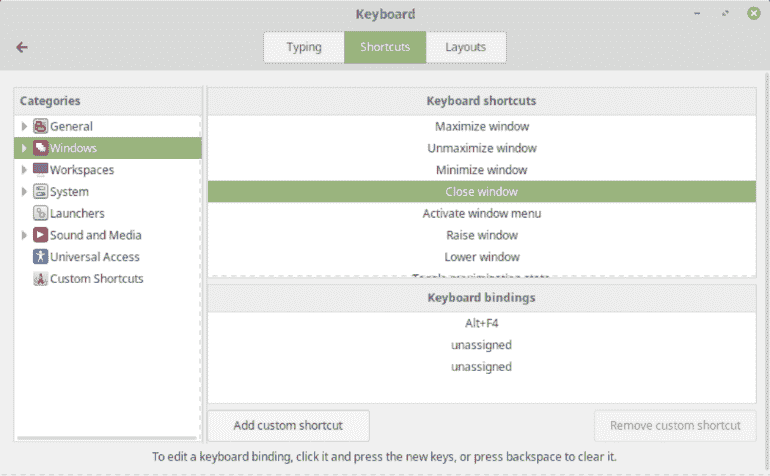 Keyboard
Typing
Shortcuts
Layouts
Categories
General
Windows
Workspaces
System
Launchers
Sound and Media
Universal Access
Custom Shortcuts
Keyboard shortcuts
Maximize window
Unmaximize window
Minimize window
Close window
Activate window menu
Raise window
Lower window
Keyboard bindings
Alt+F4
unassigned
unassigned
Add custom shortcut
Remove custom shortcut
To edit a keyboard binding, click it and press the new keys, or press backspace to clear it.